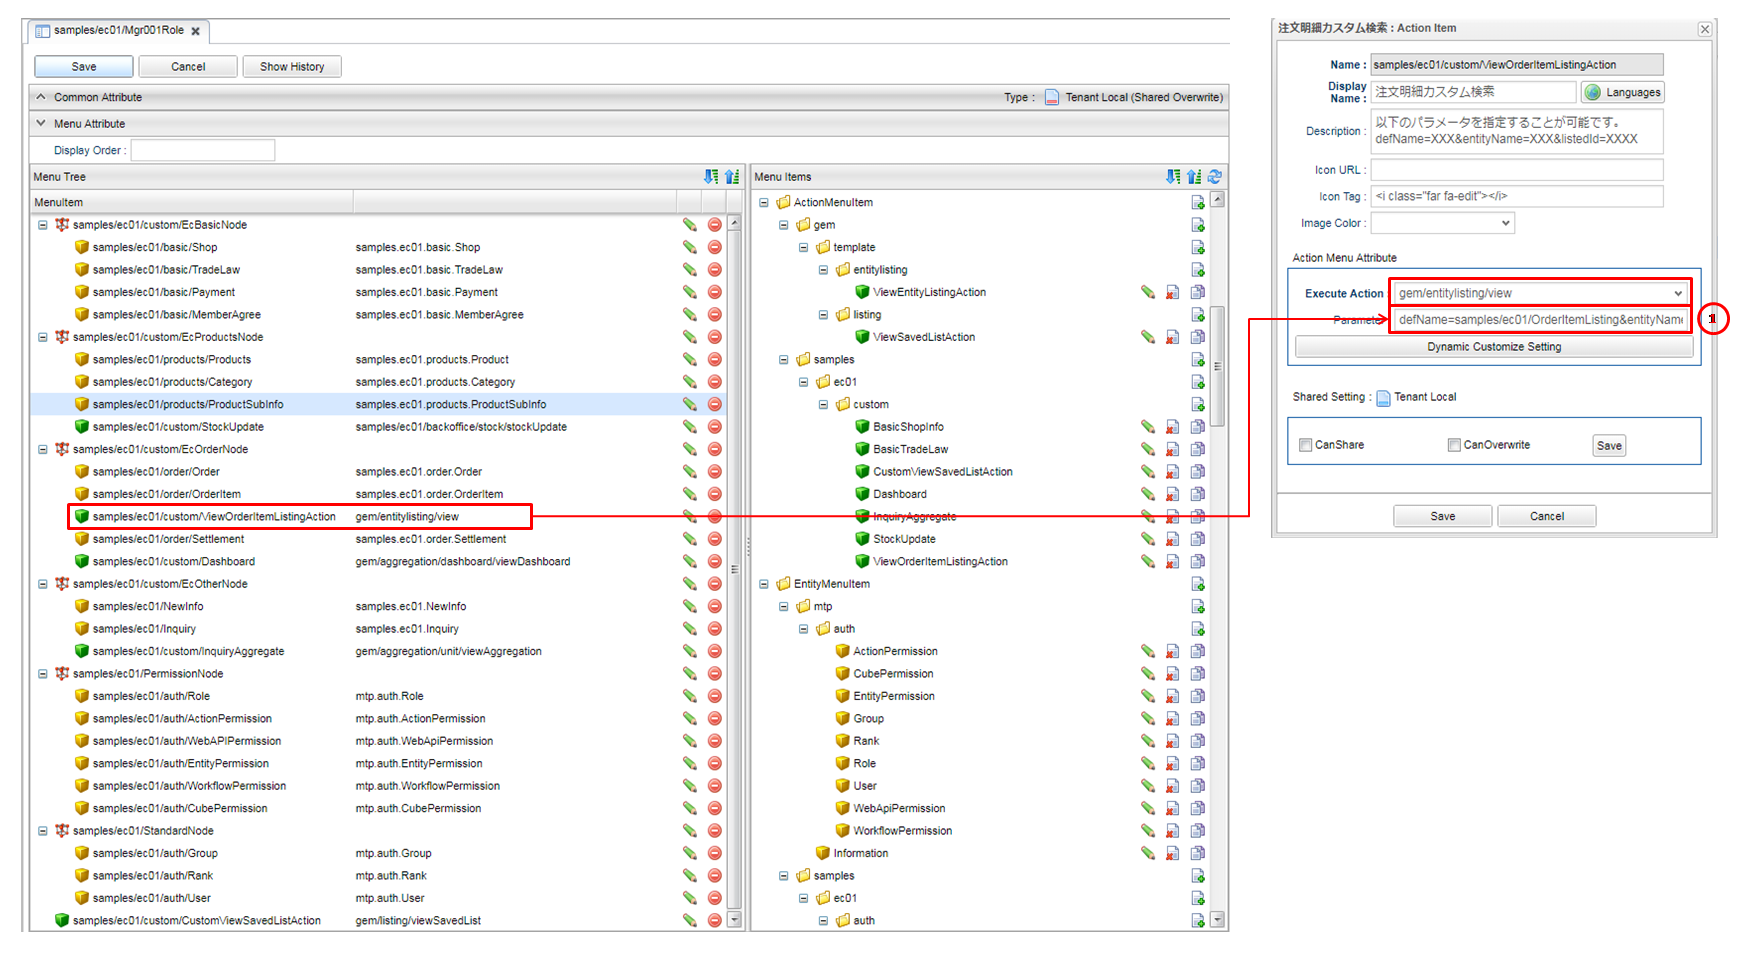 samples/ec01/Mgr001Role
Save Cancel Show History
Common Attribute Type : Tenant Local (Shared Overwrite)
Menu Attribute
Display Order :
Menu Tree
MenuItem
samples/ec01/custom/EcBasicNode
samples/ec01/basic/Shop samples.ec01.basic.Shop
samples/ec01/basic/TradeLaw samples.ec01.basic.TradeLaw
samples/ec01/basic/Payment samples.ec01.basic.Payment
samples/ec01/basic/MemberAgree samples.ec01.basic.MemberAgree
samples/ec01/custom/EcProductsNode
samples/ec01/products/Products samples.ec01.products.Product
samples/ec01/products/Category samples.ec01.products.Category
samples/ec01/products/ProductSubInfo samples.ec01.products.ProductSubInfo
samples/ec01/custom/StockUpdate samples/ec01/backoffice/stock/stockUpdate
samples/ec01/custom/EcOrderNode
samples/ec01/order/Order samples.ec01.order.Order
samples/ec01/order/OrderItem samples.ec01.order.OrderItem
samples/ec01/custom/ViewOrderItemListingAction gem/entitylisting/view
samples/ec01/order/Settlement samples.ec01.order.Settlement
samples/ec01/custom/Dashboard gem/aggregation/dashboard/viewDashboard
samples/ec01/custom/EcOtherNode
samples/ec01/NewInfo samples.ec01.NewInfo
samples/ec01/Inquiry samples.ec01.Inquiry
samples/ec01/custom/InquiryAggregate gem/aggregation/unit/viewAggregation
samples/ec01/PermissionNode
samples/ec01/auth/Role mtp.auth.Role
samples/ec01/auth/ActionPermission mtp.auth.ActionPermission
samples/ec01/auth/WebAPIPermission mtp.auth.WebApiPermission
samples/ec01/auth/EntityPermission mtp.auth.EntityPermission
samples/ec01/auth/WorkflowPermission mtp.auth.WorkflowPermission
samples/ec01/auth/CubePermission mtp.auth.CubePermission
samples/ec01/StandardNode
samples/ec01/auth/Group mtp.auth.Group
samples/ec01/auth/Rank mtp.auth.Rank
samples/ec01/auth/User mtp.auth.User
samples/ec01/custom/CustomViewSavedListAction gem/listing/viewSavedList
Menu Items
ActionMenuItem
gem
template
entitylisting
ViewEntityListingAction
listing
ViewSavedListAction
samples
ec01
custom
BasicShopInfo
BasicTradeLaw
CustomViewSavedListAction
Dashboard
InquiryAggregate
StockUpdate
ViewOrderItemListingAction
EntityMenuItem
mtp
auth
ActionPermission
CubePermission
EntityPermission
Group
Rank
Role
User
WebApiPermission
WorkflowPermission
Information
samples
ec01
auth
注文明細カスタム検索 : Action Item
Name : samples/ec01/custom/ViewOrderItemListingAction
Display Name : 注文明細カスタム検索 Languages
Description : 以下のパラメータを指定することが可能です。
defName=XXX&entityName=XXX&listedId=XXXX
Icon URL :
Icon Tag : <i class="far fa-edit"></i>
Image Color :
Action Menu Attribute
Execute Action gem/entitylisting/view
Parameter defName=samples/ec01/OrderItemListing&entityName
1
Dynamic Customize Setting
Shared Setting : Tenant Local
CanShare CanOverwrite Save
Save Cancel